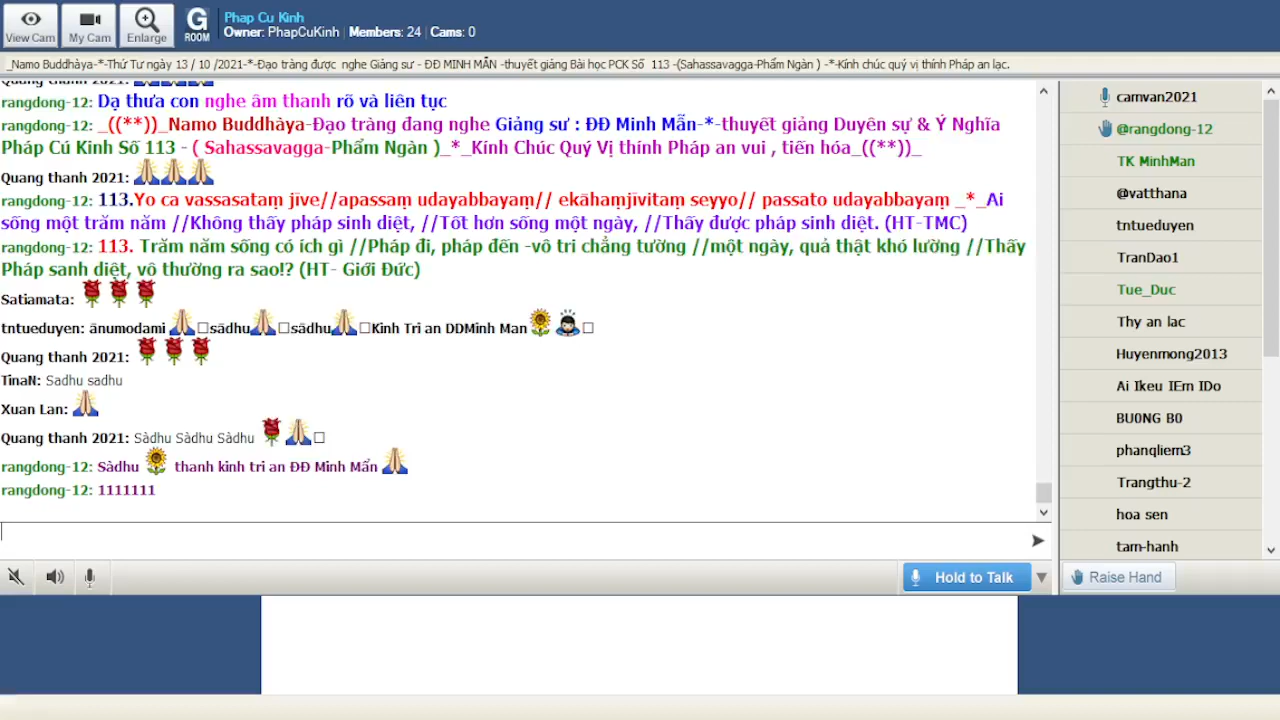 View Cam
My Cam
Enlarge
G
ROOM
Phap Cu Kinh
Owner: PhapCuKinh | Members: 24 | Cams: 0
_Namo Buddhàya-*-Thứ Tư ngày 13 / 10 /2021-*-Đạo tràng được nghe Giảng sư - ĐĐ MINH MẪN -thuyết giảng Bài học PCK Số 113 -(Sahassavagga-Phẩm Ngàn ) -*-Kính chúc quý vị thính Pháp an lạc.
Quang thanh 2021:
rangdong-12: Dạ thưa con nghe âm thanh rõ và liên tục
rangdong-12: _((**))_Namo Buddhàya-Đạo tràng đang nghe Giảng sư : ĐĐ Minh Mẫn-*-thuyết giảng Duyên sự & Ý Nghĩa
Pháp Cú Kinh Số 113 - ( Sahassavagga-Phẩm Ngàn )_*_Kính Chúc Quý Vị thính Pháp an vui , tiến hóa_((**))_
Quang thanh 2021:
rangdong-12: 113.Yo ca vassasataṃ jīve//apassaṃ udayabbayaṃ// ekāhaṃjīvitaṃ seyyo// passato udayabbayaṃ _*_Ai
sống một trăm năm //Không thấy pháp sinh diệt, //Tốt hơn sống một ngày, //Thấy được pháp sinh diệt. (HT-TMC)
rangdong-12: 113. Trăm năm sống có ích gì //Pháp đi, pháp đến -vô tri chẳng tường //một ngày, quả thật khó lường //Thấy
Pháp sanh diệt, vô thường ra sao!? (HT- Giới Đức)
Satiamata:
tntueduyen: ānumodami sādhu sādhu Kinh Tri an DDMinh Man
Quang thanh 2021:
TinaN: Sadhu sadhu
Xuan Lan:
Quang thanh 2021: Sàdhu Sàdhu Sàdhu
rangdong-12: Sàdhu thanh kinh tri an ĐĐ Minh Mẩn
rangdong-12: 1111111
camvan2021
@rangdong-12
TK MinhMan
@vatthana
tntueduyen
TranDao1
Tue_Duc
Thy an lac
Huyenmong2013
Ai Ikeu IEm IDo
BU0NG B0
phanqliem3
Trangthu-2
hoa sen
tam-hanh
Hold to Talk
Raise Hand